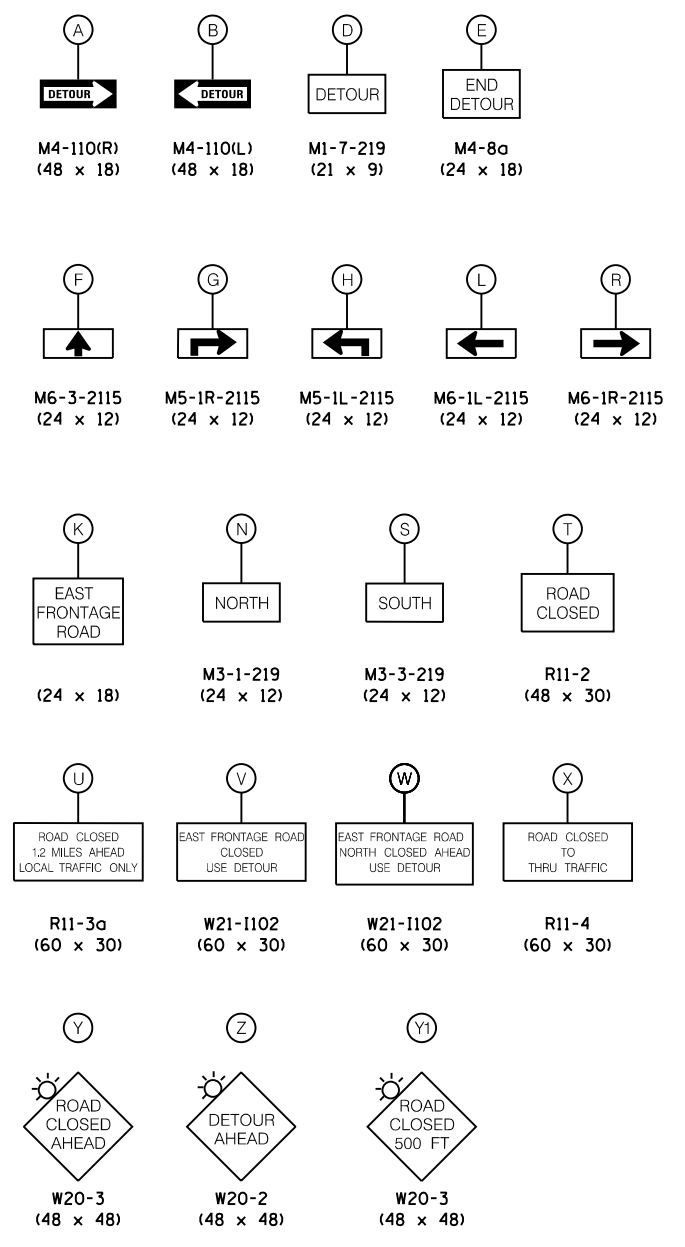 A
DETOUR
M4-110(R)
(48 x 18)
B
DETOUR
M4-110(L)
(48 x 18)
D
DETOUR
M1-7-219
(21 x 9)
E
END
DETOUR
M4-8a
(24 x 18)
F
M6-3-2115
(24 x 12)
G
M5-1R-2115
(24 x 12)
H
M5-1L-2115
(24 x 12)
L
M6-1L-2115
(24 x 12)
R
M6-1R-2115
(24 x 12)
K
EAST
FRONTAGE
ROAD
(24 x 18)
N
NORTH
M3-1-219
(24 x 12)
S
SOUTH
M3-3-219
(24 x 12)
T
ROAD
CLOSED
R11-2
(48 x 30)
U
ROAD CLOSED
1.2 MILES AHEAD
LOCAL TRAFFIC ONLY
R11-3a
(60 x 30)
V
EAST FRONTAGE ROAD
CLOSED
USE DETOUR
W21-I102
(60 x 30)
W
EAST FRONTAGE ROAD
NORTH CLOSED AHEAD
USE DETOUR
W21-I102
(60 x 30)
X
ROAD CLOSED
TO
THRU TRAFFIC
R11-4
(60 x 30)
Y
ROAD
CLOSED
AHEAD
W20-3
(48 x 48)
Z
DETOUR
AHEAD
W20-2
(48 x 48)
Y1
ROAD
CLOSED
500 FT
W20-3
(48 x 48)